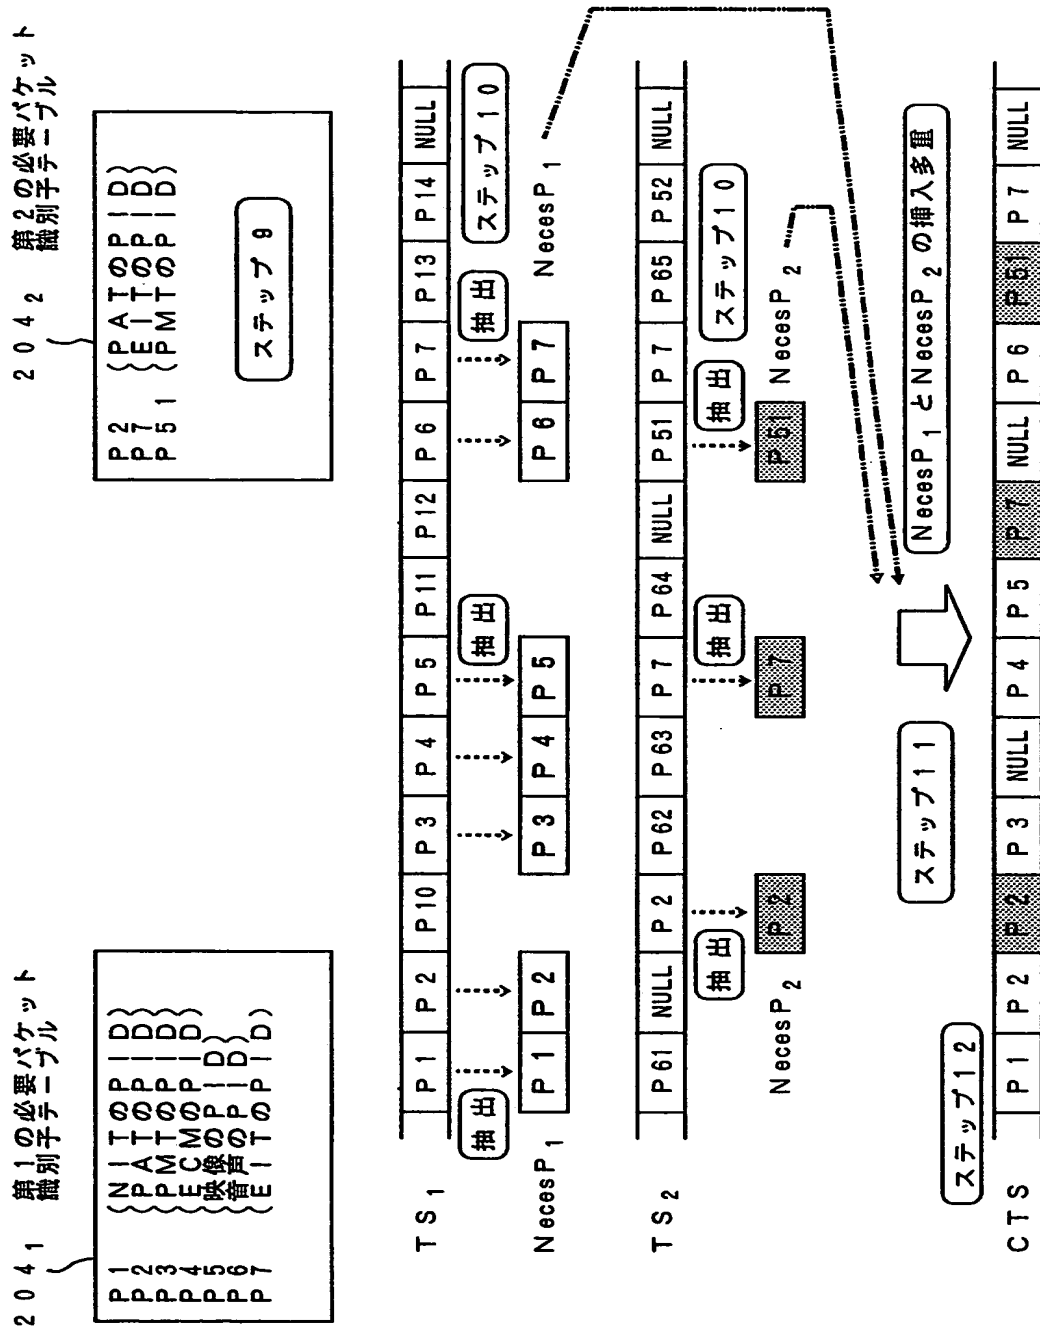 204₁ 第1の必要パケット
識別子テーブル
P1 (NITのPID)
P2 (PATのPID)
P3 (PMTのPID)
P4 (ECMのPID)
P5 (映像のPID)
P6 (音声のPID)
P7 (EITのPID)
204₂ 第2の必要パケット
識別子テーブル
P2 (PATのPID)
P7 (EITのPID)
P51 (PMTのPID)
ステップ9
TS₁ P1 P2 P10 P3 P4 P5 P11 P12 P6 P7 P13 P14 NULL
抽出 抽出 抽出 ステップ10
NecesP₁ P1 P2 P3 P4 P5 P6 P7 NecesP₁
TS₂ P61 NULL P2 P62 P63 P7 P64 NULL P51 P7 P65 P52 NULL
抽出 抽出 抽出 ステップ10
NecesP₂ P2 P7 P51 NecesP₂
ステップ11 NecesP₁とNecesP₂の挿入多重
ステップ12
CTS P1 P2 P2 P3 NULL P4 P5 P7 NULL P6 P51 P7 NULL